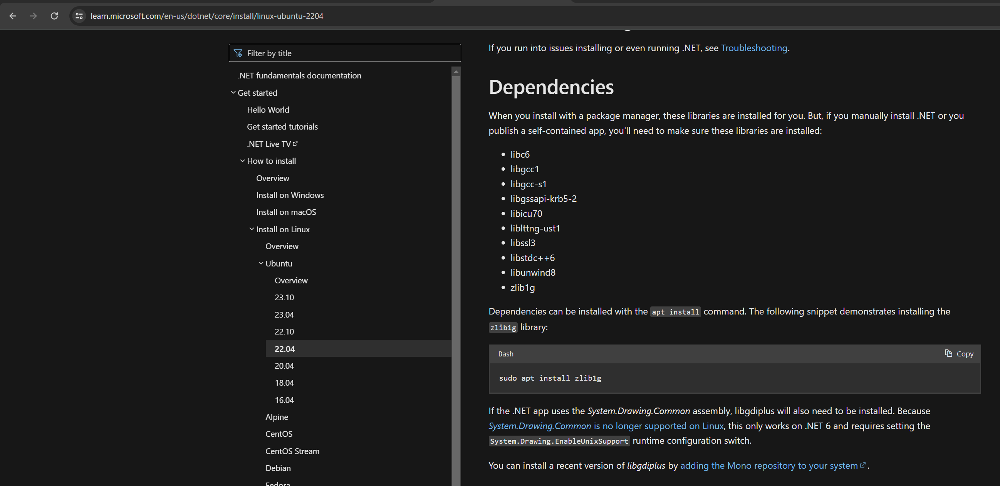 learn.microsoft.com/en-us/dotnet/core/install/linux-ubuntu-2204
Filter by title
.NET fundamentals documentation
Get started
Hello World
Get started tutorials
.NET Live TV
How to install
Overview
Install on Windows
Install on macOS
Install on Linux
Overview
Ubuntu
Overview
23.10
23.04
22.10
22.04
20.04
18.04
16.04
Alpine
CentOS
CentOS Stream
Debian
Fedora
If you run into issues installing or even running .NET, see Troubleshooting.
Dependencies
When you install with a package manager, these libraries are installed for you. But, if you manually install .NET or you
publish a self-contained app, you'll need to make sure these libraries are installed:
• libc6
• libgcc1
• libgcc-s1
• libgssapi-krb5-2
• libicu70
• liblttng-ust1
• libssl3
• libstdc++6
• libunwind8
• zlib1g
Dependencies can be installed with the apt install command. The following snippet demonstrates installing the
zlib1g library:
Bash
Copy
sudo apt install zlib1g
If the .NET app uses the System.Drawing.Common assembly, libgdiplus will also need to be installed. Because
System.Drawing.Common is no longer supported on Linux, this only works on .NET 6 and requires setting the
System.Drawing.EnableUnixSupport runtime configuration switch.
You can install a recent version of libgdiplus by adding the Mono repository to your system.